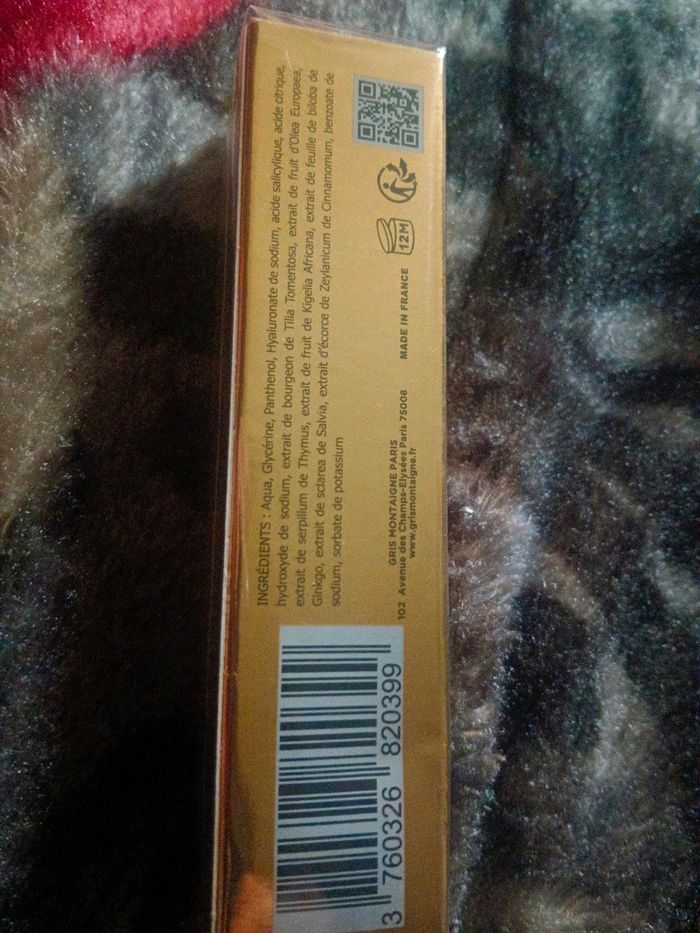 INGRÉDIENTS : Aqua, Glycérine, Panthenol, Hyaluronate de sodium, acide salicylique, acide citrique,
hydroxyde de sodium, extrait de bourgeon de Tilia Tomentosa, extrait de fruit d'Olea Europaea,
extrait de serpillum de Thymus, extrait de fruit de Kigelia Africana, extrait de feuille de biloba de
Ginkgo, extrait de sclarea de Salvia, extrait d'écorce de Zeylanicum de Cinnamomum, benzoate de
sodium, sorbate de potassium
GRIS MONTAIGNE PARIS
102 Avenue des Champs-Elysées Paris 75008
www.grismontaigne.fr
MADE IN FRANCE
12M
3 760326 820399